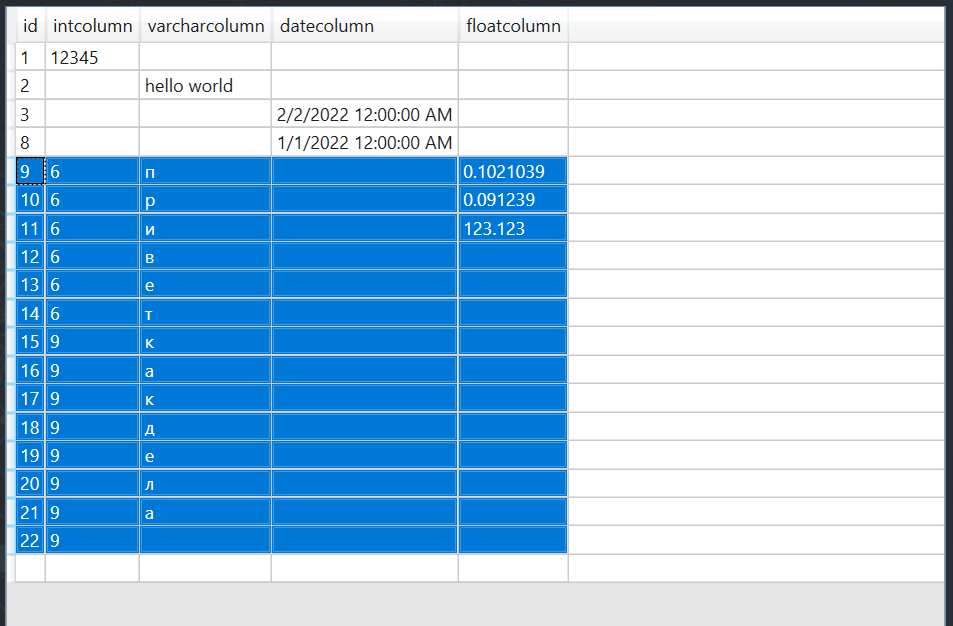 id intcolumn varcharcolumn datecolumn floatcolumn
1 12345
2 hello world
3 2/2/2022 12:00:00 AM
8 1/1/2022 12:00:00 AM
9 6 п 0.1021039
10 6 р 0.091239
11 6 и 123.123
12 6 в
13 6 е
14 6 т
15 9 к
16 9 а
17 9 к
18 9 д
19 9 е
20 9 л
21 9 а
22 9